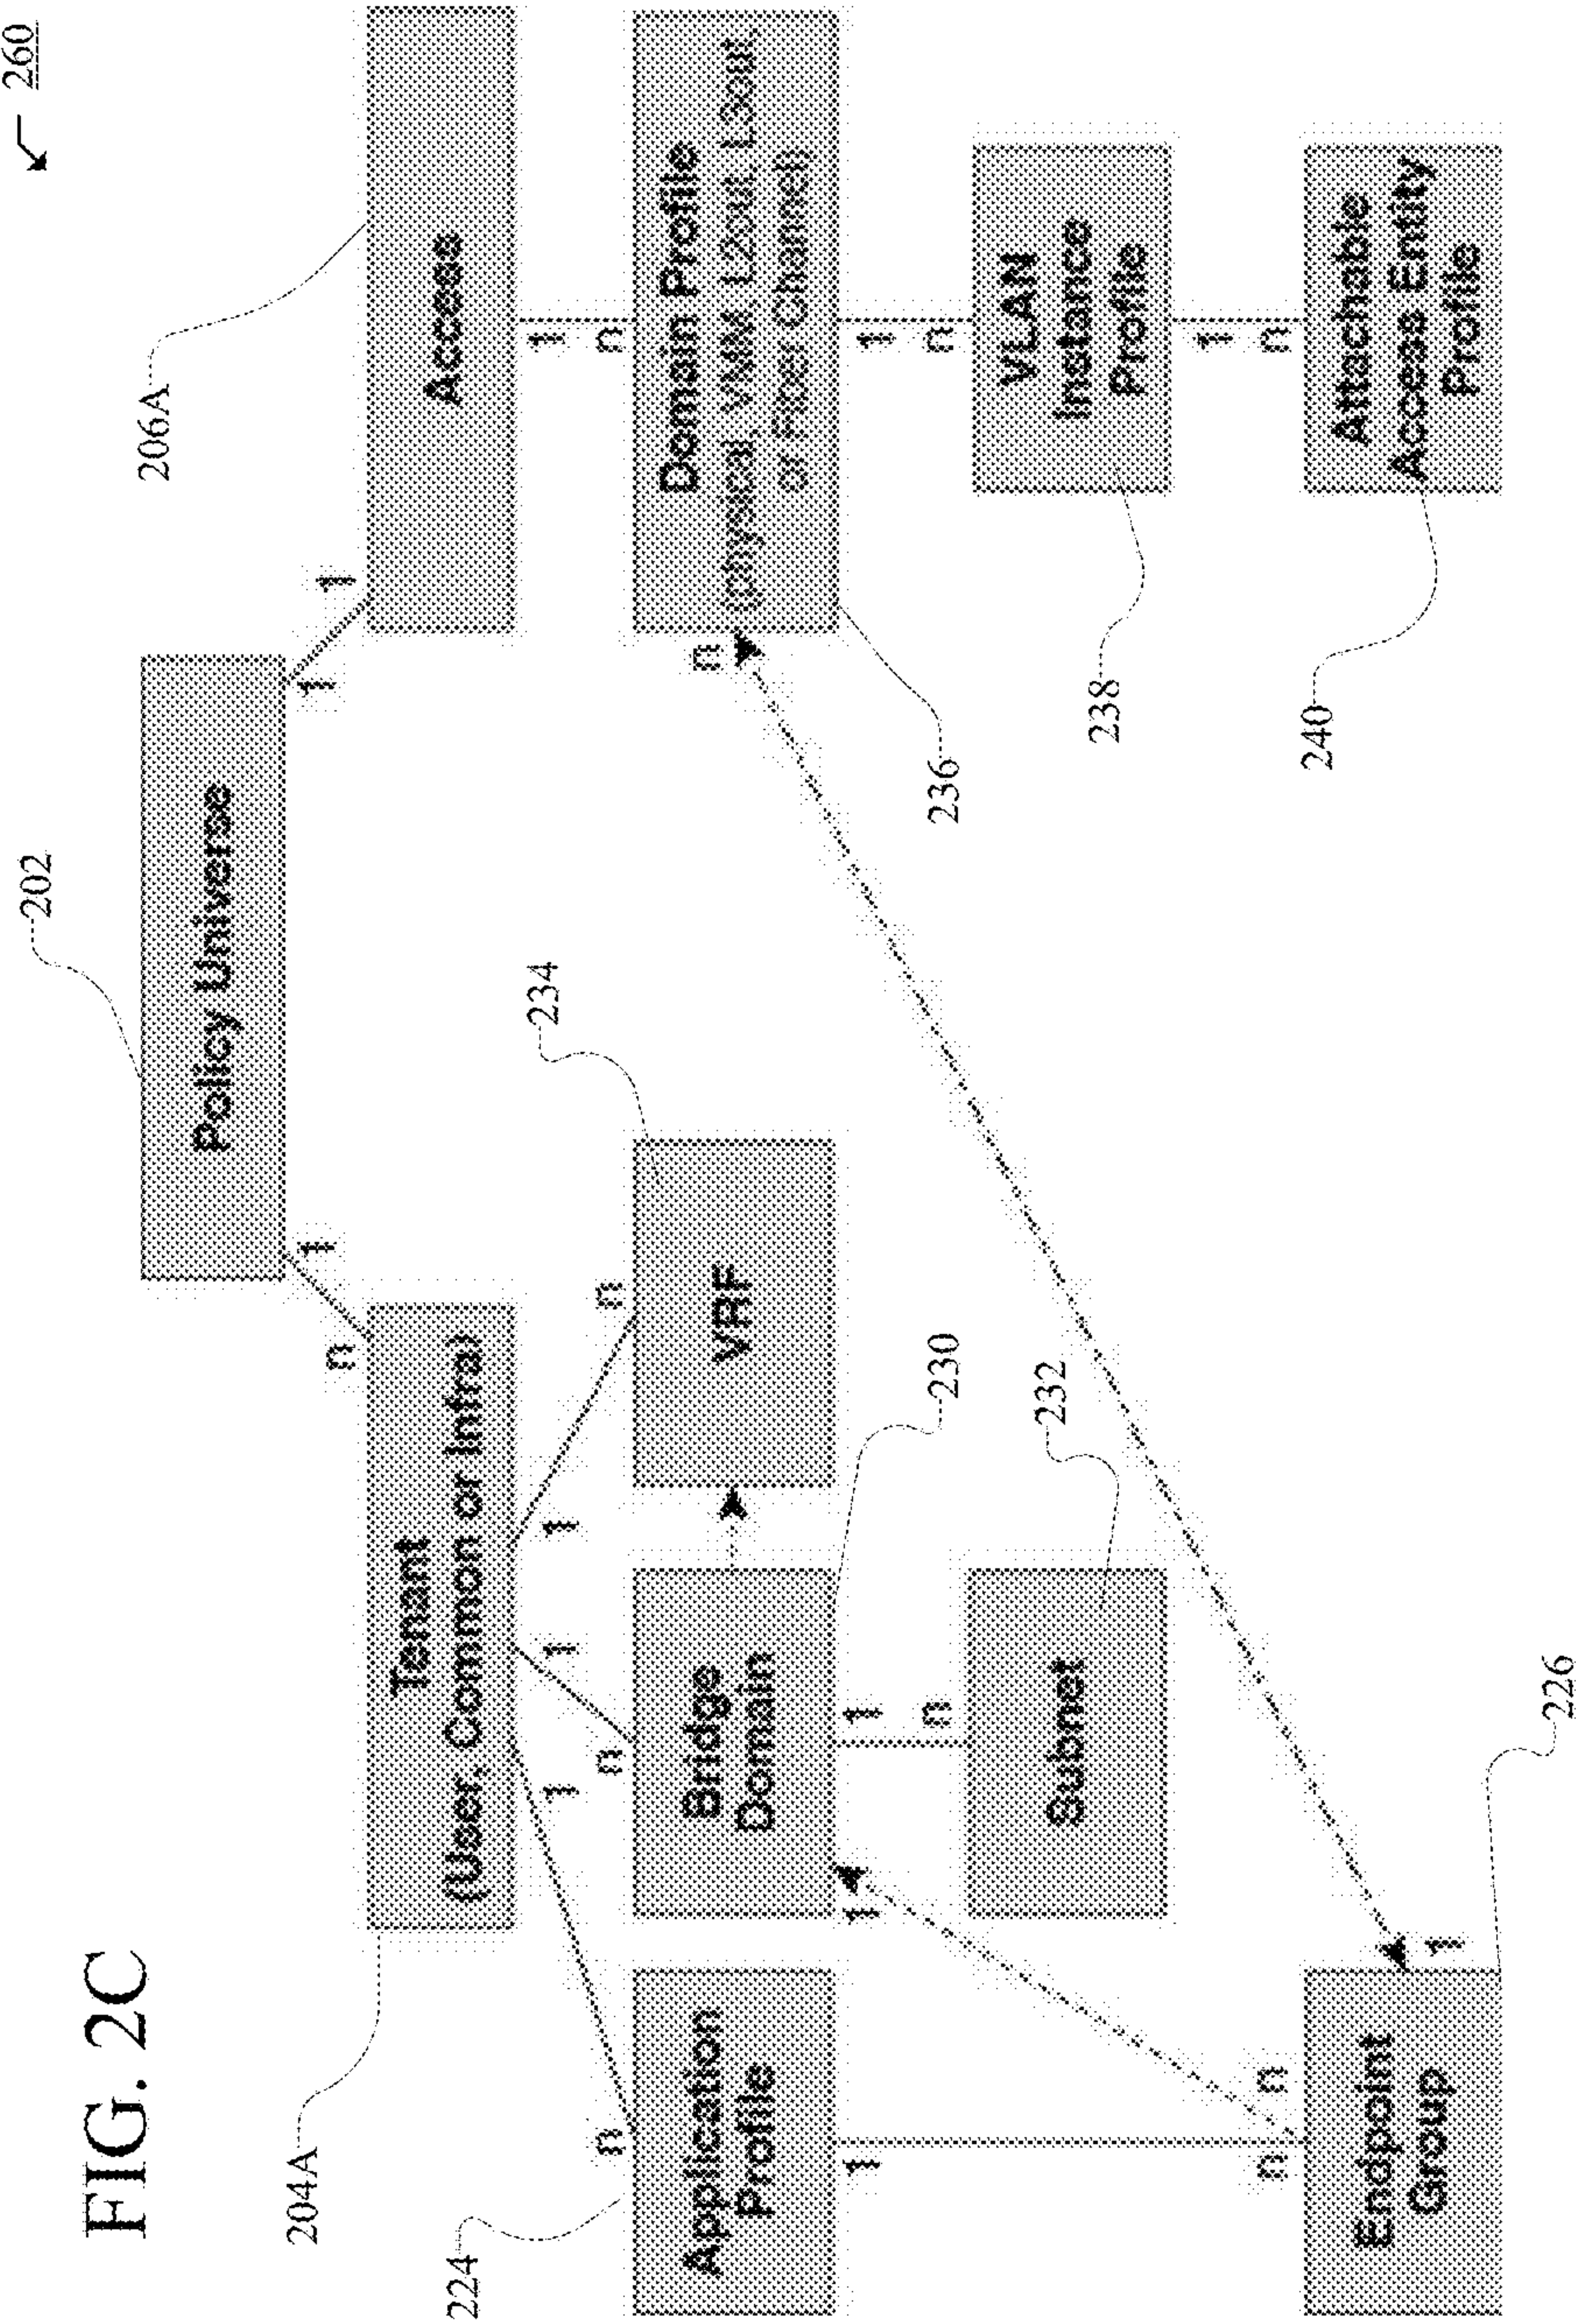 FIG. 2C
260
202
Policy Universe
1
1
n
1
204A
206A
Tenant
(User, Common or Infra)
Access
1
1
1
1
n
n
n
n
224
234
Application
Profile
Bridge
Domain
VRF
Domain Profile
(physical, VMM, L2out, L3out,
or Fiber Channel)
n
1
1
1
1
n
n
230
236
232
Subnet
VLAN
Instance
Profile
238
1
n
n
n
240
Endpoint
Group
1
Attachable
Access Entity
Profile
226